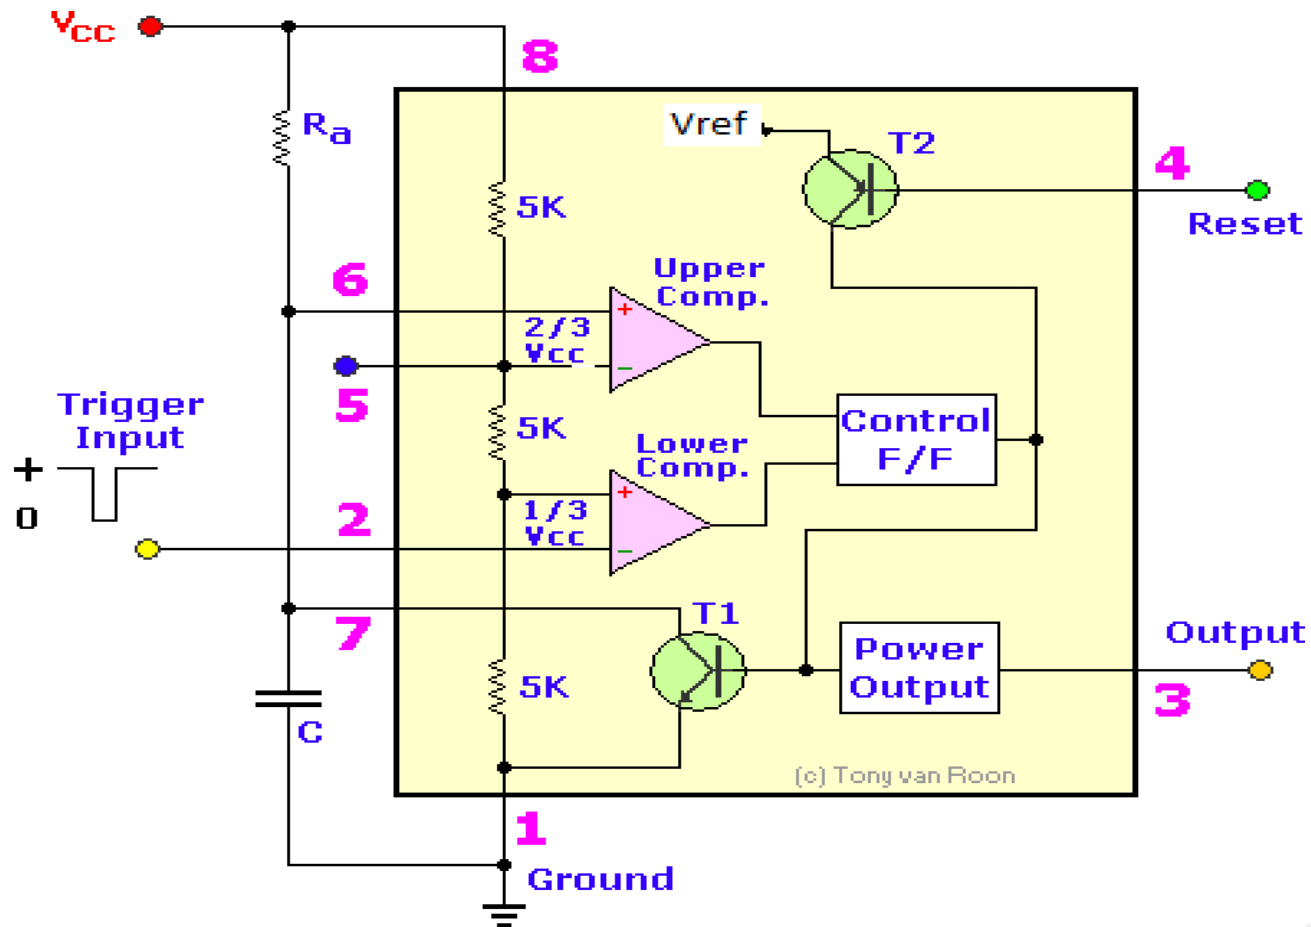 VCC
8
Ra
Vref
T2
4
Reset
5K
6
Upper
Comp.
+
2/3
Vcc
−
5
Trigger
Input
5K
Control
F/F
Lower
Comp.
+
0
2
+
1/3
Vcc
−
7
T1
Output
5K
Power
Output
3
C
(c) Tony van Roon
1
Ground